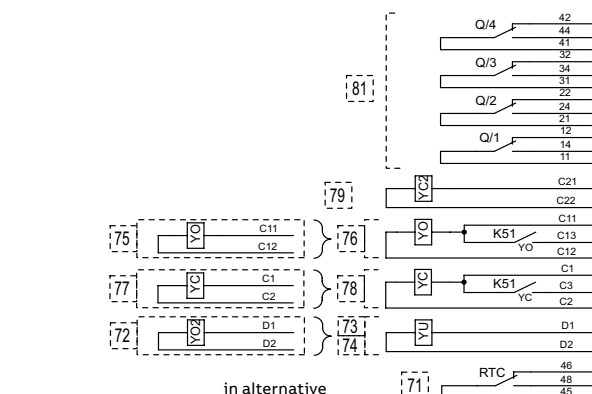 Q/4 42
44
41
Q/3 32
34
31
81
Q/2 22
24
21
Q/1 12
14
11
79 YC2 C21
C22
75 YO C11
C12
76 YO C11
K51 YO C13
C12
77 YC C1
C2
78 YC C1
K51 YC C3
C2
72 YO2 D1
D2
73
74
YU D1
D2
in alternative
71 RTC 46
48
45